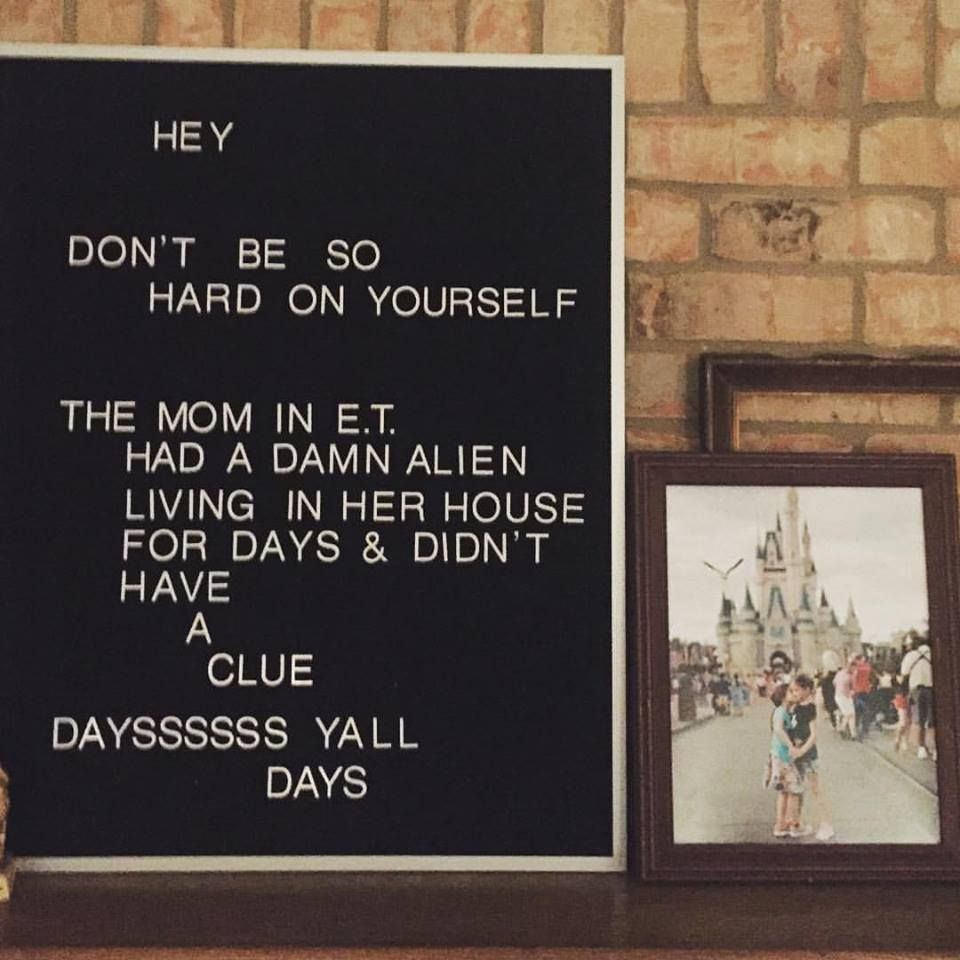 HEY
DON'T BE SO
HARD ON YOURSELF
THE MOM IN E.T.
HAD A DAMN ALIEN
LIVING IN HER HOUSE
FOR DAYS & DIDN'T
HAVE
A
CLUE
DAYSSSSSS YALL
DAYS